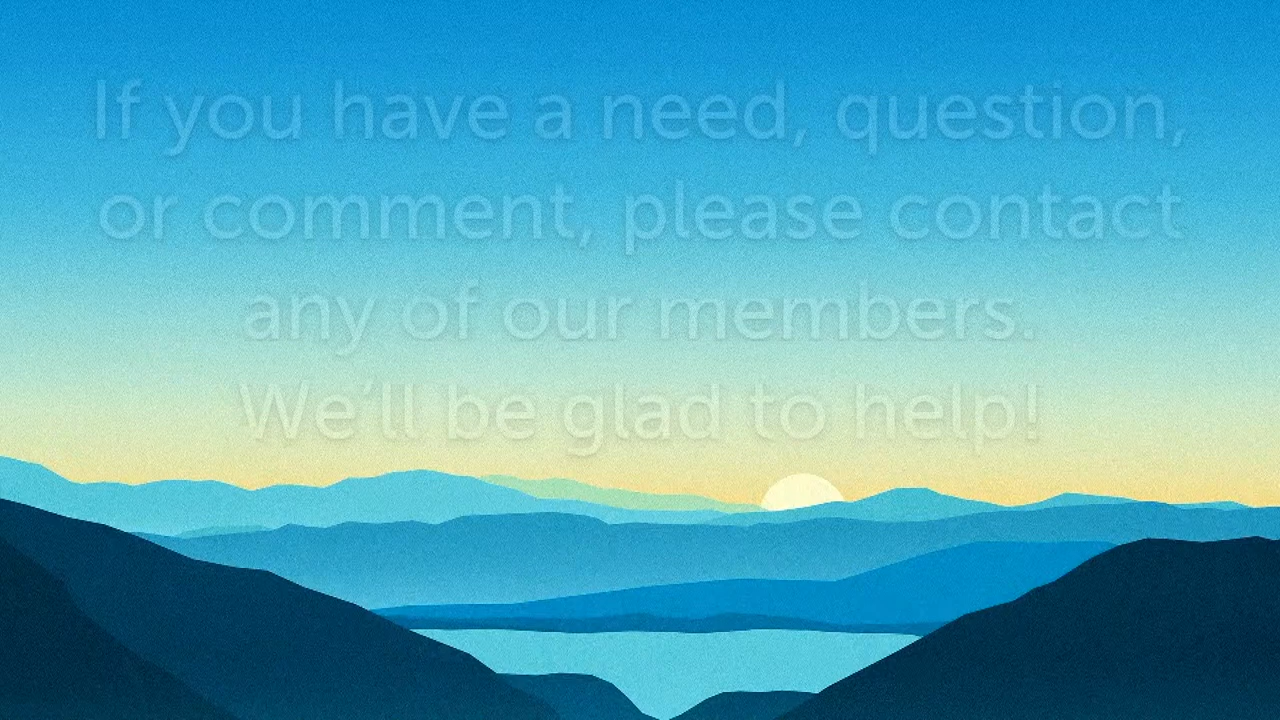 If you have a need, question,
or comment, please contact
any of our members.
We’ll be glad to help!